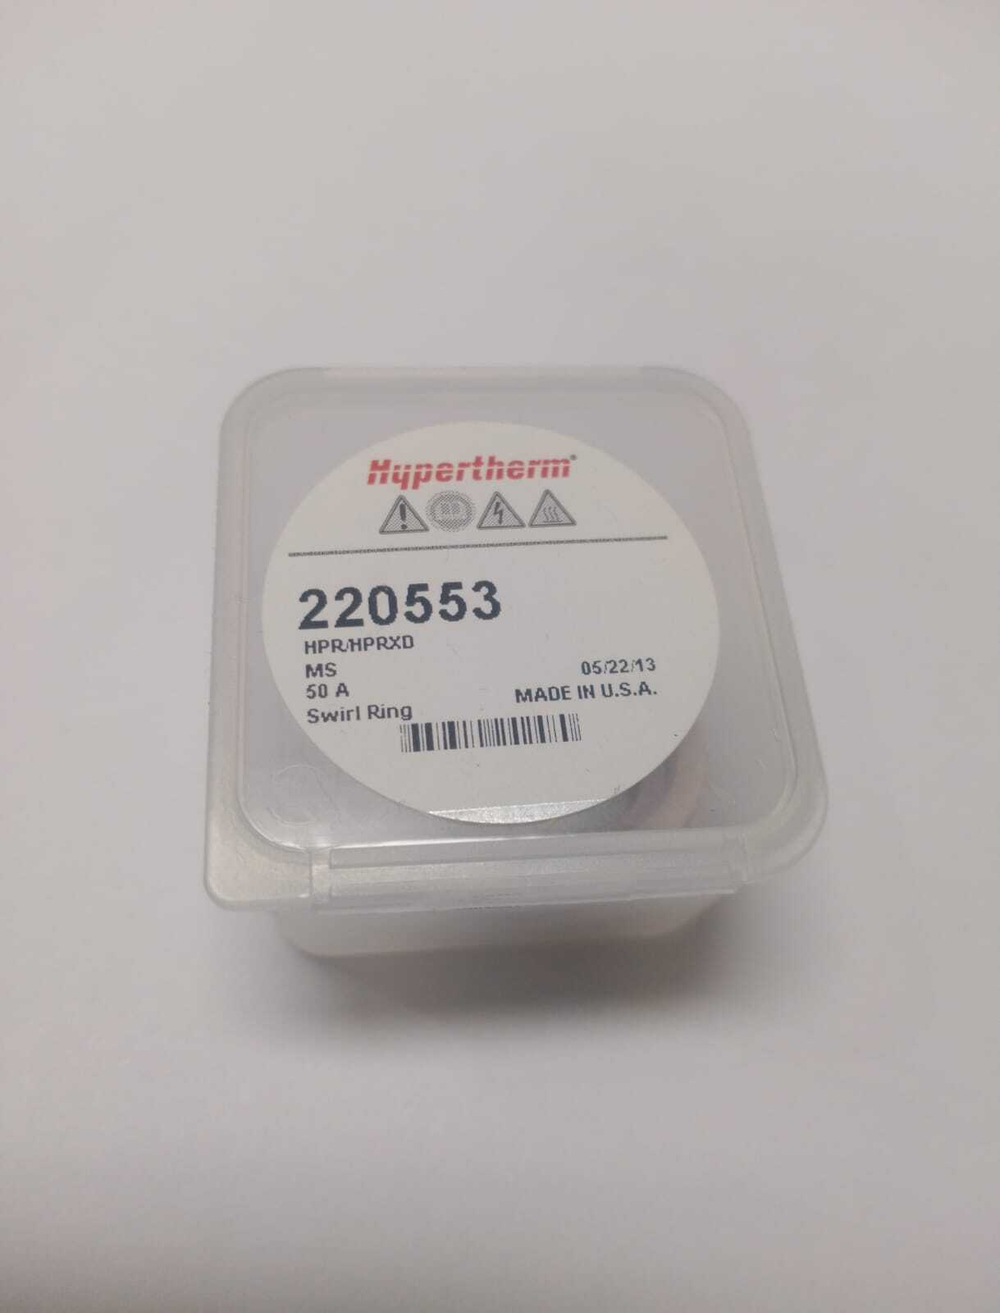 Hypertherm®
220553
HPR/HPRXD
MS
05/22/13
50 A
MADE IN U.S.A.
Swirl Ring